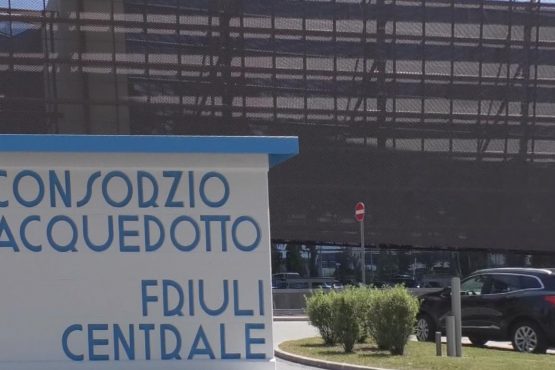 CONSORZIO
ACQUEDOTTO
FRIULI
CENTRALE